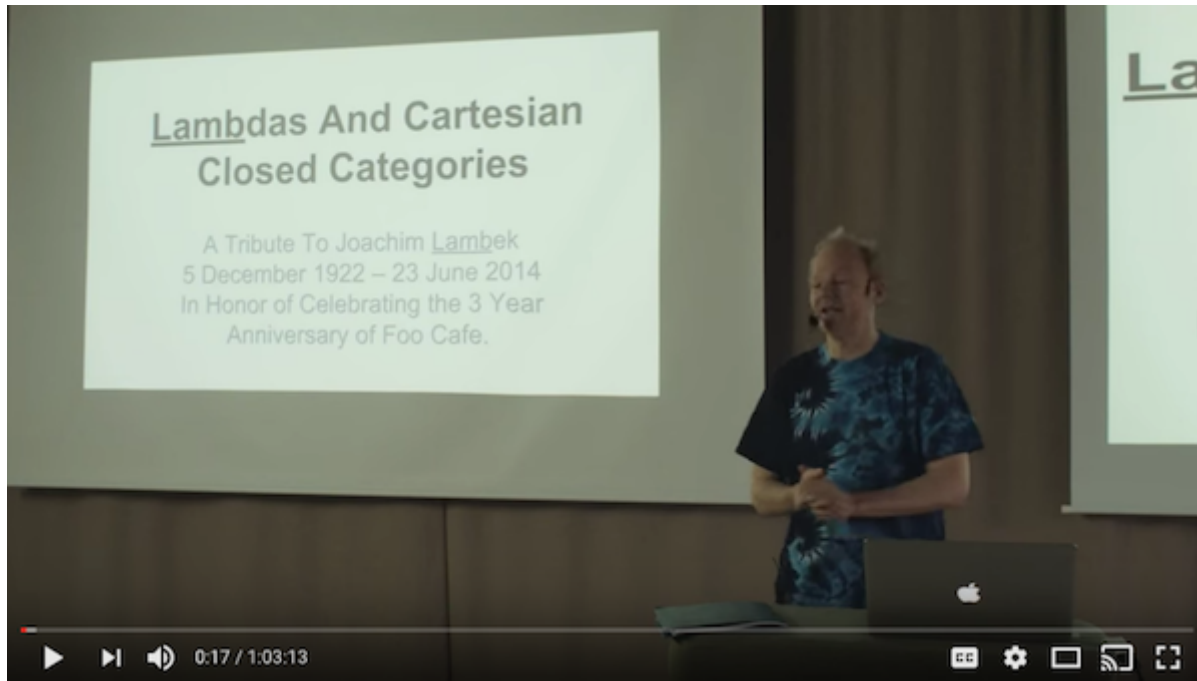 Lambdas And Cartesian
Closed Categories
A Tribute To Joachim Lambek
5 December 1922 – 23 June 2014
In Honor of Celebrating the 3 Year
Anniversary of Foo Cafe.
La
0:17 / 1:03:13
CC